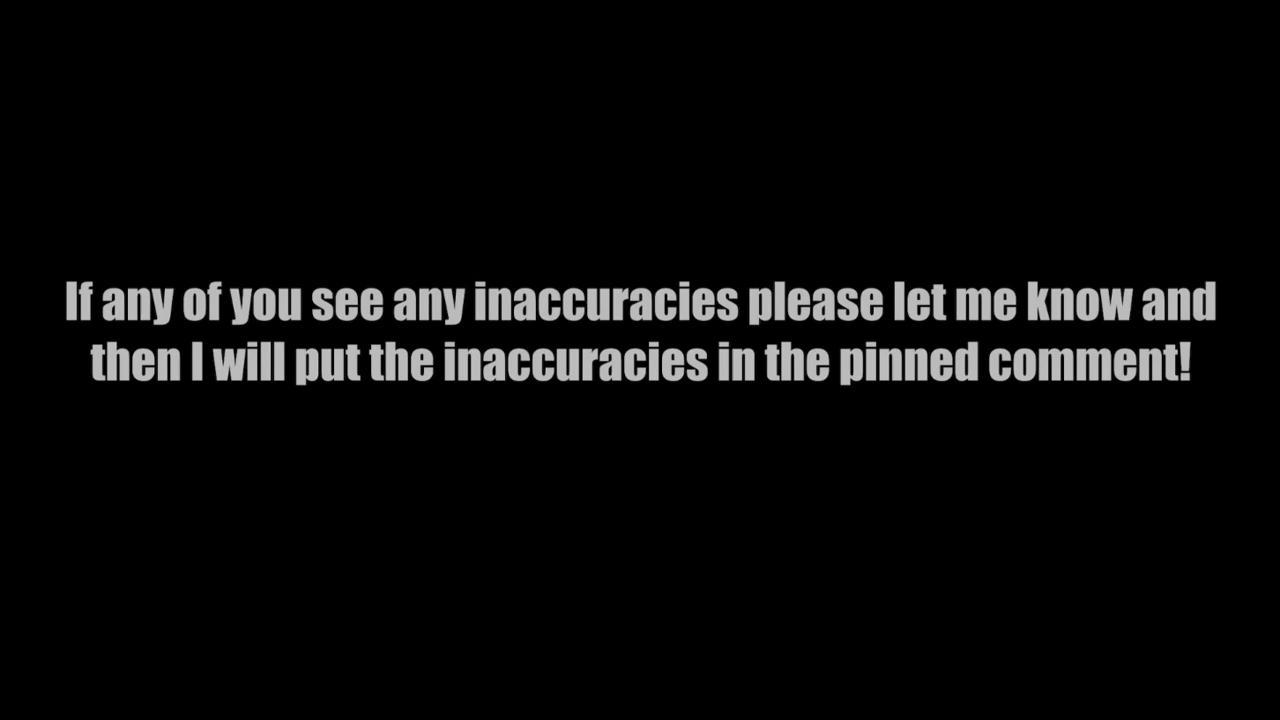 If any of you see any inaccuracies please let me know and
then I will put the inaccuracies in the pinned comment!